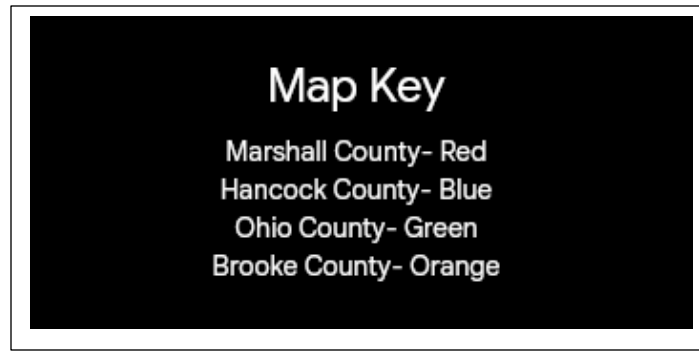 Map Key
Marshall County- Red
Hancock County- Blue
Ohio County- Green
Brooke County- Orange